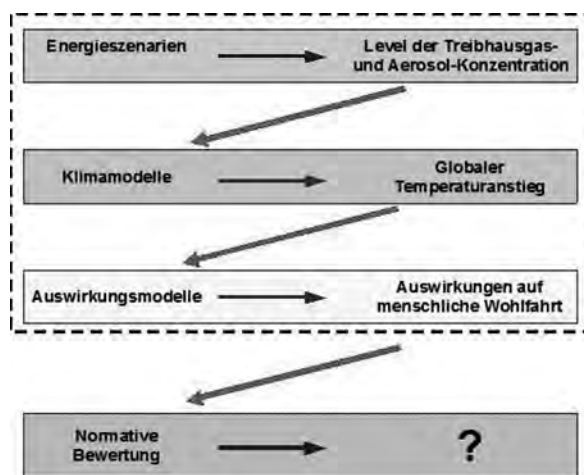 Energieszenarien
Level der Treibhausgas-
und Aerosol-Konzentration
Klimamodelle
Globaler
Temperaturanstieg
Auswirkungsmodelle
Auswirkungen auf
menschliche Wohlfahrt
Normative
Bewertung
?